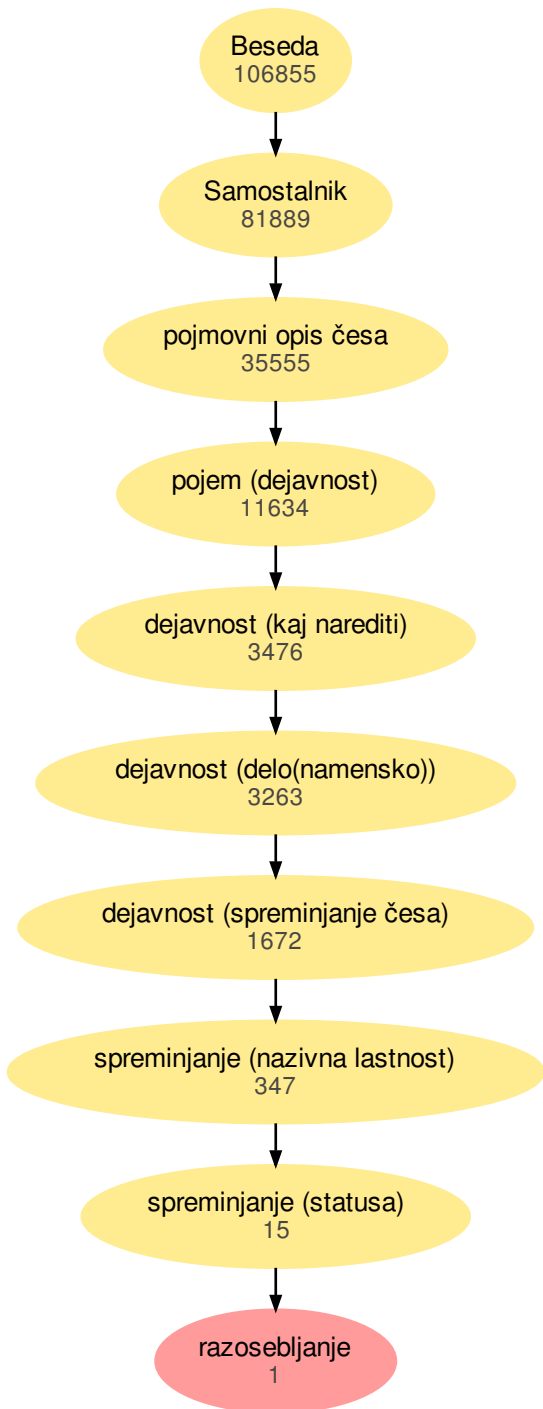 Beseda
106855
Samostalnik
81889
pojmovni opis česa
35555
pojem (dejavnost)
11634
dejavnost (kaj narediti)
3476
dejavnost (delo(namensko))
3263
dejavnost (spreminjanje česa)
1672
spreminjanje (nazivna lastnost)
347
spreminjanje (statusa)
15
razosebljanje
1